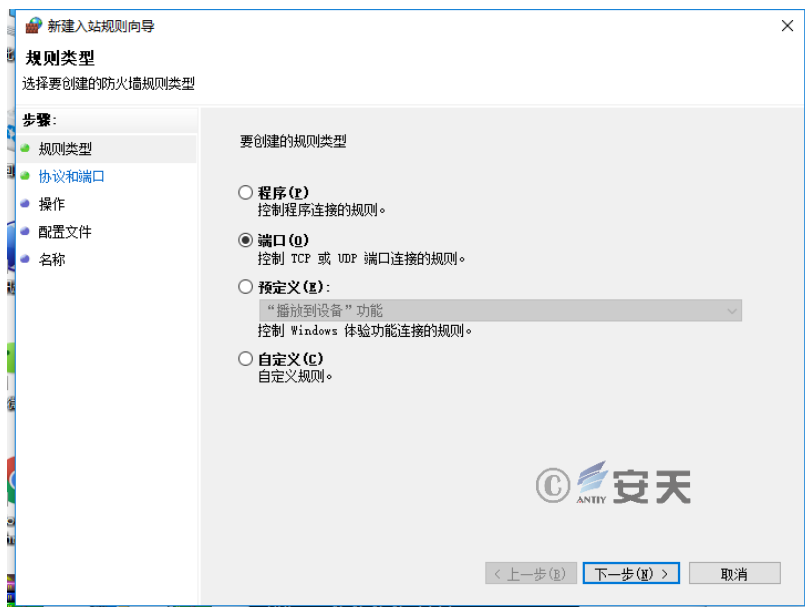 新建入站规则向导
规则类型
选择要创建的防火墙规则类型
步骤:
规则类型
协议和端口
操作
配置文件
名称
要创建的规则类型
程序(P)
控制程序连接的规则。
端口(O)
控制 TCP 或 UDP 端口连接的规则。
预定义(E):
“播放到设备”功能
控制 Windows 体验功能连接的规则。
自定义(C)
自定义规则。
© ANTIY 安天
< 上一步(B) 下一步(N) > 取消